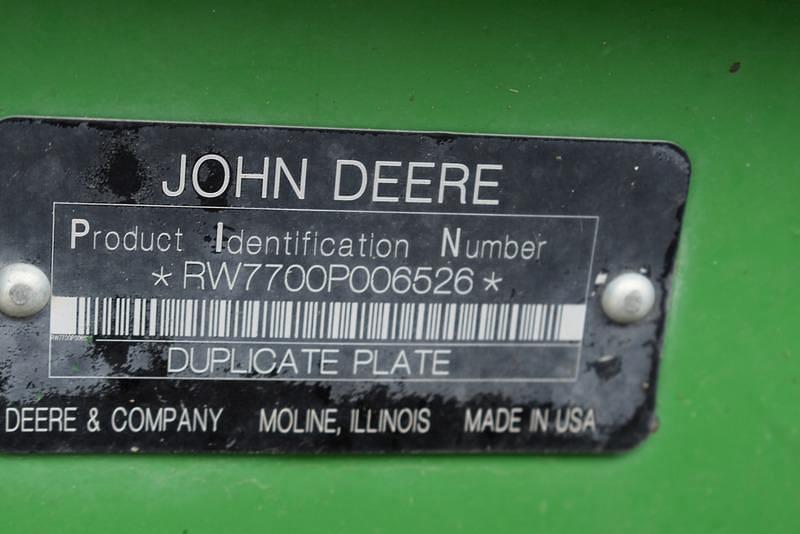 JOHN DEERE
Product Identification Number
*RW7700P006526*
DUPLICATE PLATE
DEERE & COMPANY MOLINE, ILLINOIS MADE IN USA